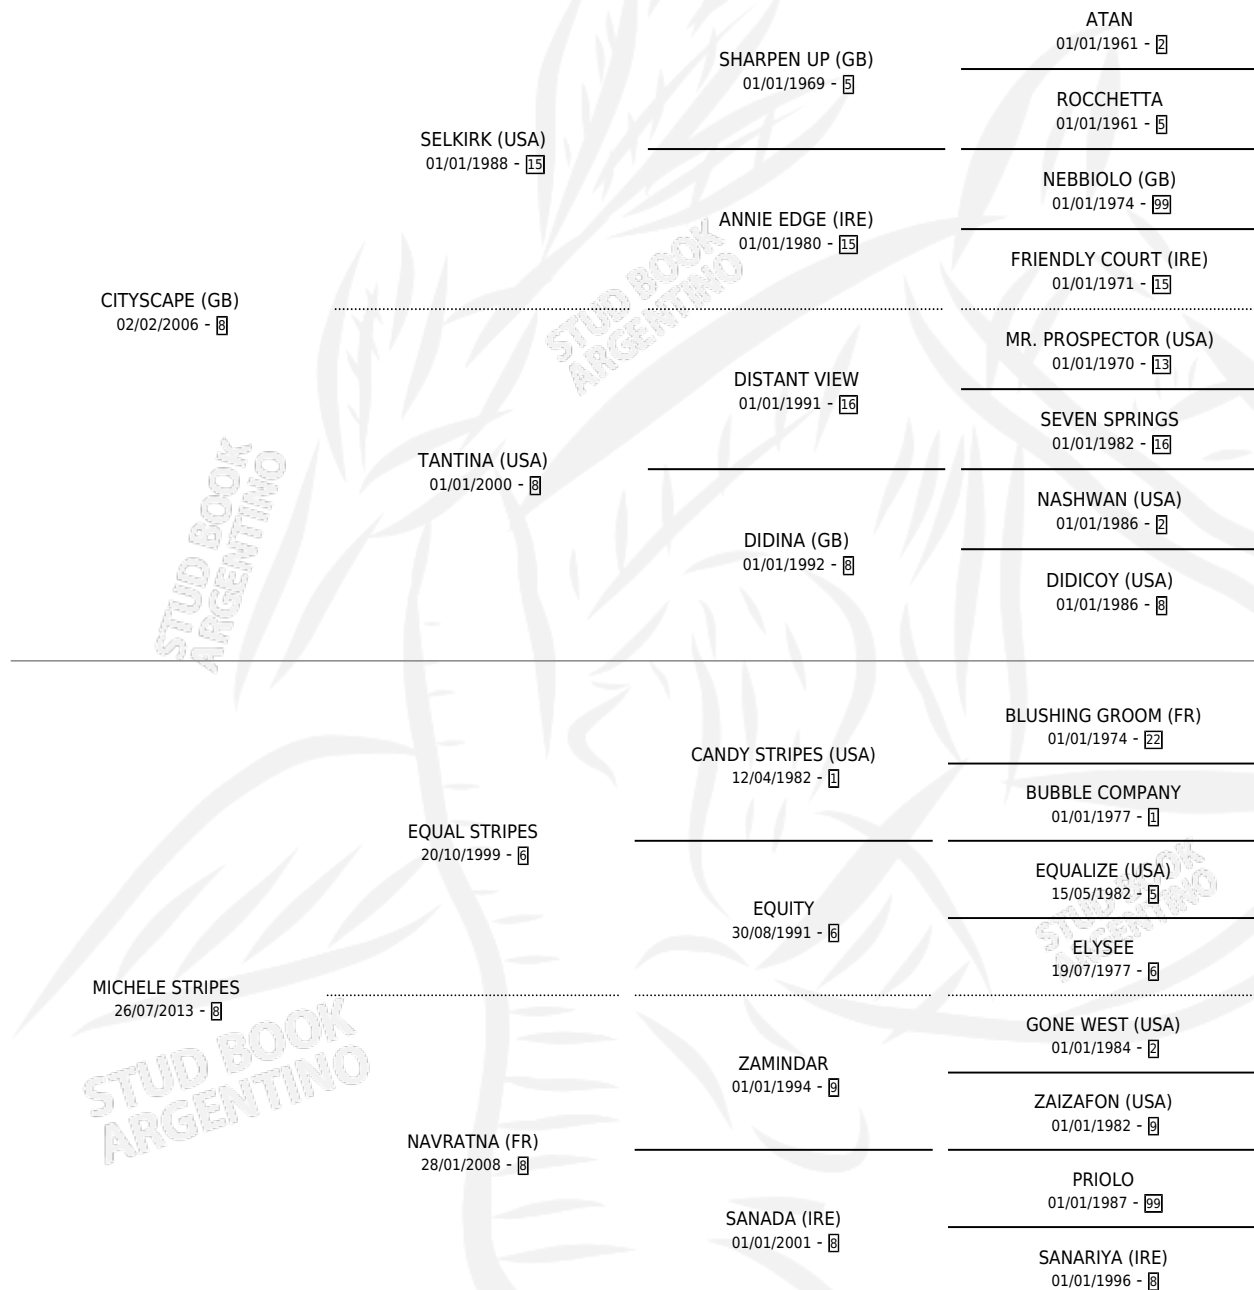 ATAN
01/01/1961 - 2
SHARPEN UP (GB)
01/01/1969 - 5
ROCCHETTA
01/01/1961 - 5
SELKIRK (USA)
01/01/1988 - 15
NEBBIOLO (GB)
01/01/1974 - 99
ANNIE EDGE (IRE)
01/01/1980 - 15
FRIENDLY COURT (IRE)
01/01/1971 - 15
CITYSCAPE (GB)
02/02/2006 - 8
STUD BOOK
ARGENTINO
MR. PROSPECTOR (USA)
01/01/1970 - 13
DISTANT VIEW
01/01/1991 - 16
SEVEN SPRINGS
01/01/1982 - 16
TANTINA (USA)
01/01/2000 - 8
NASHWAN (USA)
01/01/1986 - 2
DIDINA (GB)
01/01/1992 - 8
DIDICOY (USA)
01/01/1986 - 8
STUD BOOK
ARGENTINO
BLUSHING GROOM (FR)
01/01/1974 - 22
CANDY STRIPES (USA)
12/04/1982 - 1
BUBBLE COMPANY
01/01/1977 - 1
EQUAL STRIPES
20/10/1999 - 6
EQUALIZE (USA)
15/05/1982 - 5
EQUITY
30/08/1991 - 6
ELYSEE
19/07/1977 - 6
STUD BOOK
ARGENTINO
MICHELE STRIPES
26/07/2013 - 8
STUD BOOK
ARGENTINO
GONE WEST (USA)
01/01/1984 - 2
ZAMINDAR
01/01/1994 - 9
ZAIZAFON (USA)
01/01/1982 - 9
NAVRATNA (FR)
28/01/2008 - 8
PRIOLO
01/01/1987 - 99
SANADA (IRE)
01/01/2001 - 8
SANARIYA (IRE)
01/01/1996 - 8